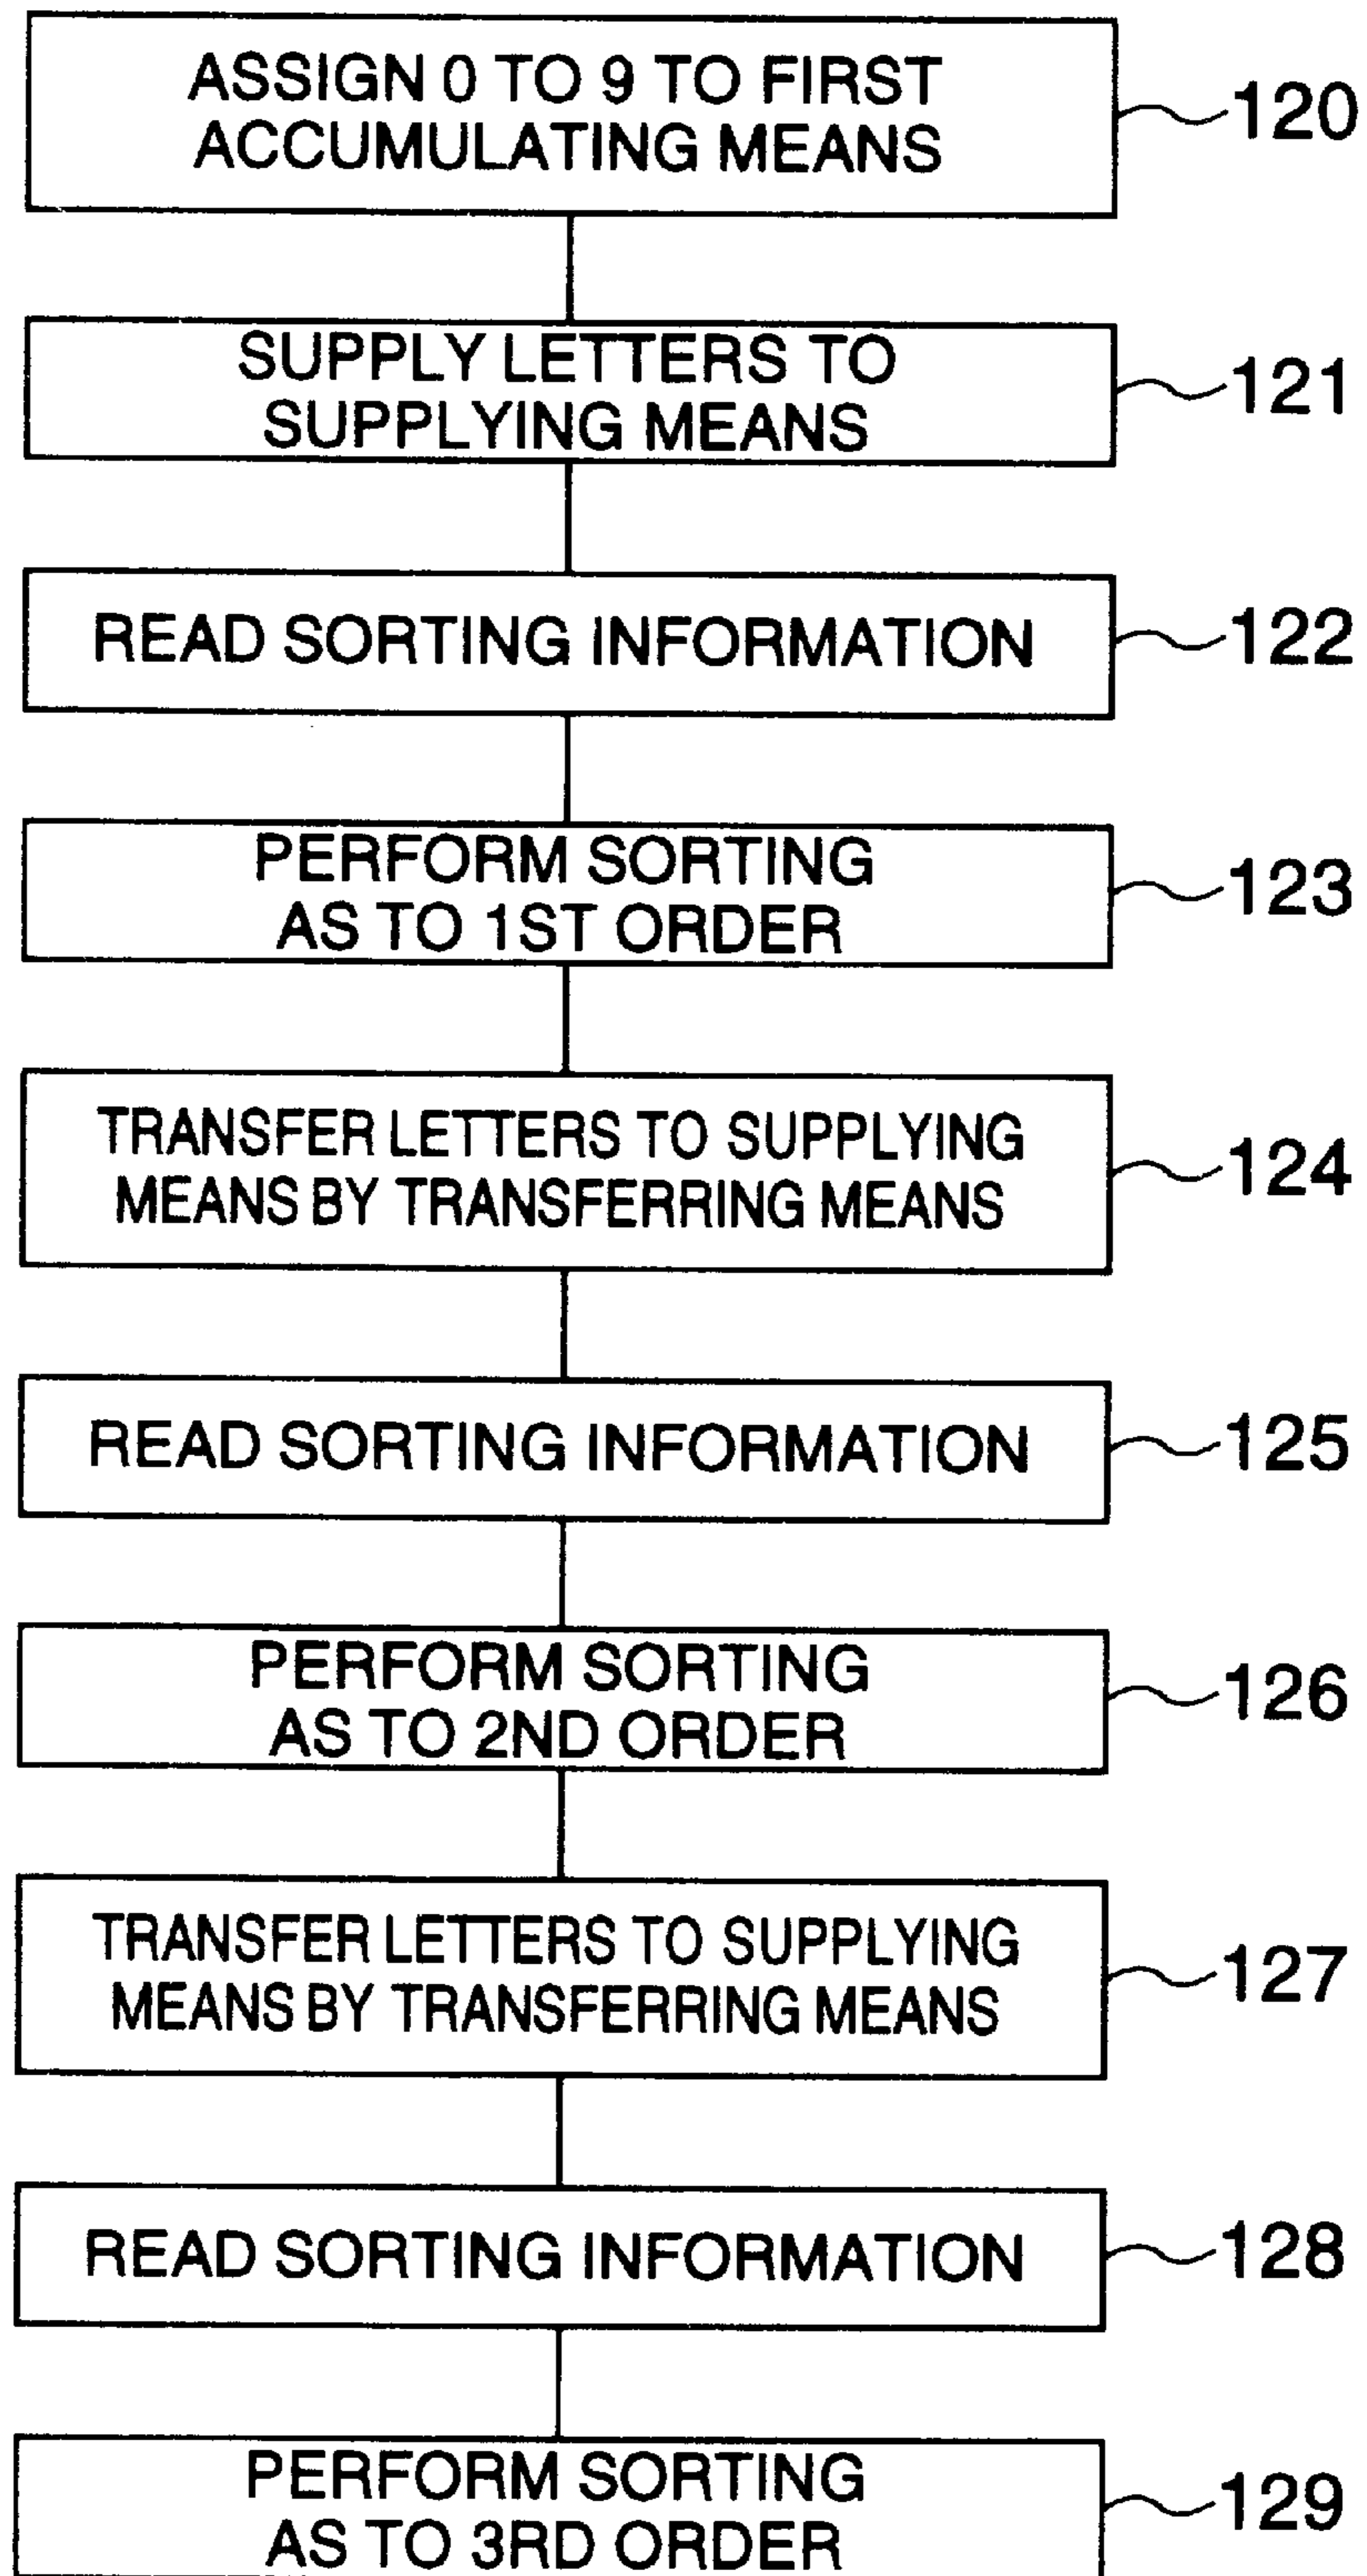 ASSIGN 0 TO 9 TO FIRST
ACCUMULATING MEANS
120
SUPPLY LETTERS TO
SUPPLYING MEANS
121
READ SORTING INFORMATION
122
PERFORM SORTING
AS TO 1ST ORDER
123
TRANSFER LETTERS TO SUPPLYING
MEANS BY TRANSFERRING MEANS
124
READ SORTING INFORMATION
125
PERFORM SORTING
AS TO 2ND ORDER
126
TRANSFER LETTERS TO SUPPLYING
MEANS BY TRANSFERRING MEANS
127
READ SORTING INFORMATION
128
PERFORM SORTING
AS TO 3RD ORDER
129